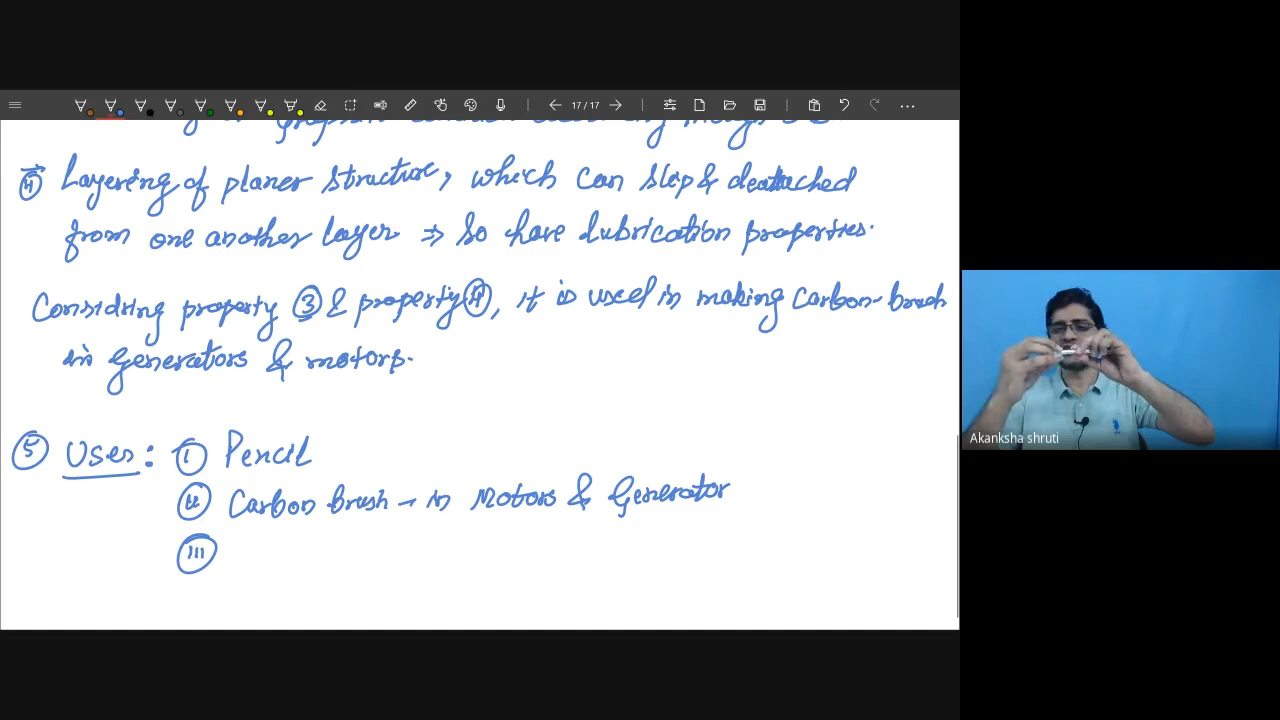 17/17
④ Layering of planer structure, which can slip & deattached
from one another layer. ⇒ So have lubrication properties.
Considring property ③ & property ④, it is used in making Carbon-brush
in generators & motors.
⑤ Uses: ⓘ Pencil
ⓘⓘ Carbon brush → in Motors & Generator
ⓘⓘⓘ
Akanksha shruti